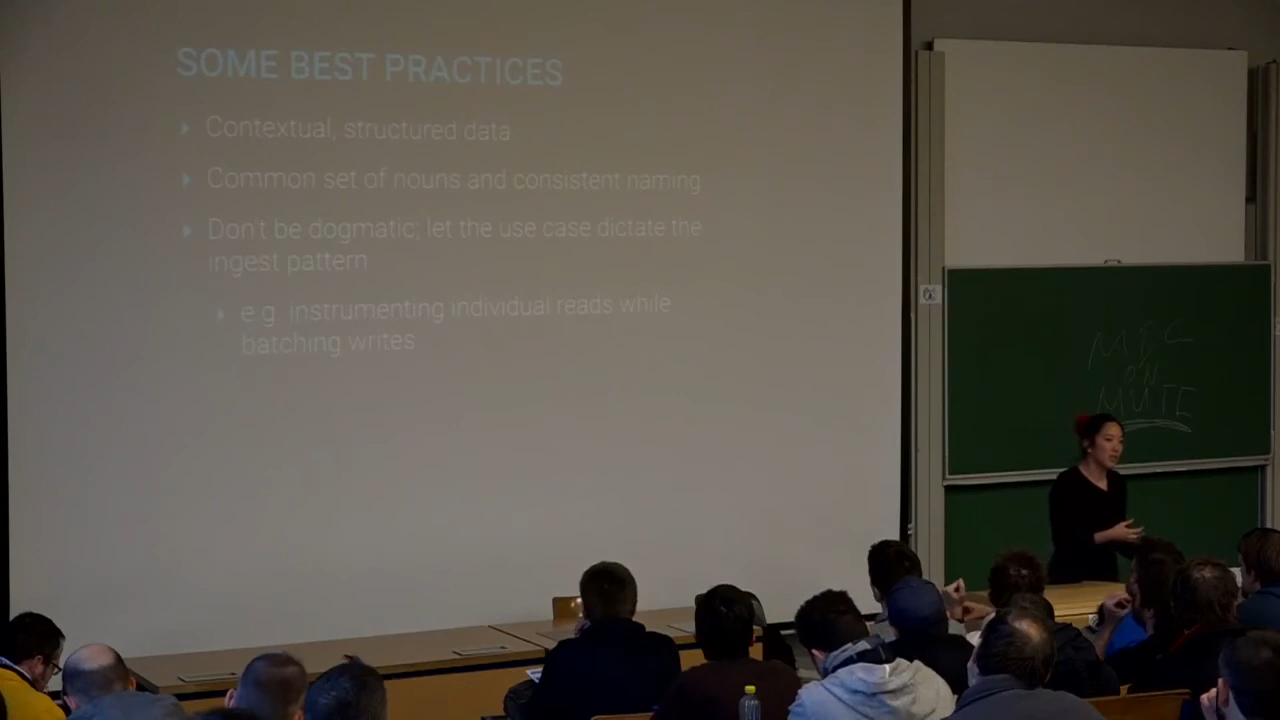 SOME BEST PRACTICES
Contextual, structured data
Common set of nouns and consistent naming
Don't be dogmatic; let the use case dictate the
ingest pattern
e.g. instrumenting individual reads while
batching writes
ON
MUTE